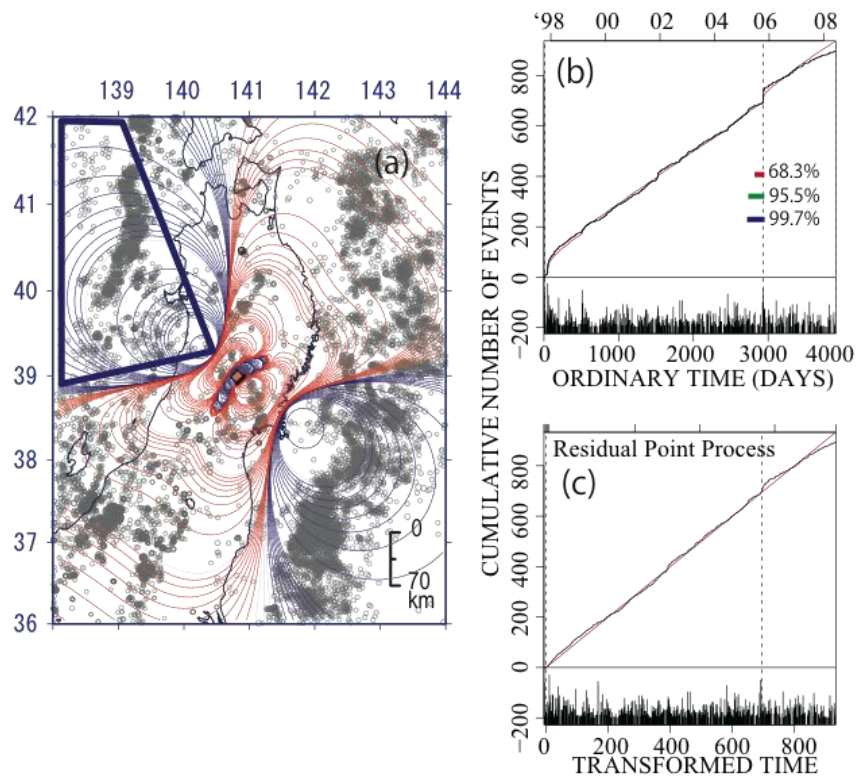 139 140 141 142 143 144
42
41
40
39
38
37
36
(a)
0
70
km
‘98 00 02 04 06 08
(b)
800
600
400
200
0
−200
68.3%
95.5%
99.7%
0 1000 2000 3000 4000
ORDINARY TIME (DAYS)
CUMULATIVE NUMBER OF EVENTS
Residual Point Process
(c)
800
600
400
200
0
−200
0 200 400 600 800
TRANSFORMED TIME